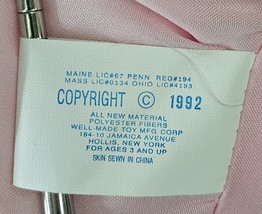 MAINE LIC#67 PENN REG#194
MASS LIC#0134 OHIO LIC#4193
COPYRIGHT © 1992
ALL NEW MATERIAL
POLYESTER FIBERS
WELL-MADE TOY MFG CORP
184-10 JAMAICA AVENUE
HOLLIS, NEW YORK
FOR AGES 3 AND UP
SKIN SEWN IN CHINA